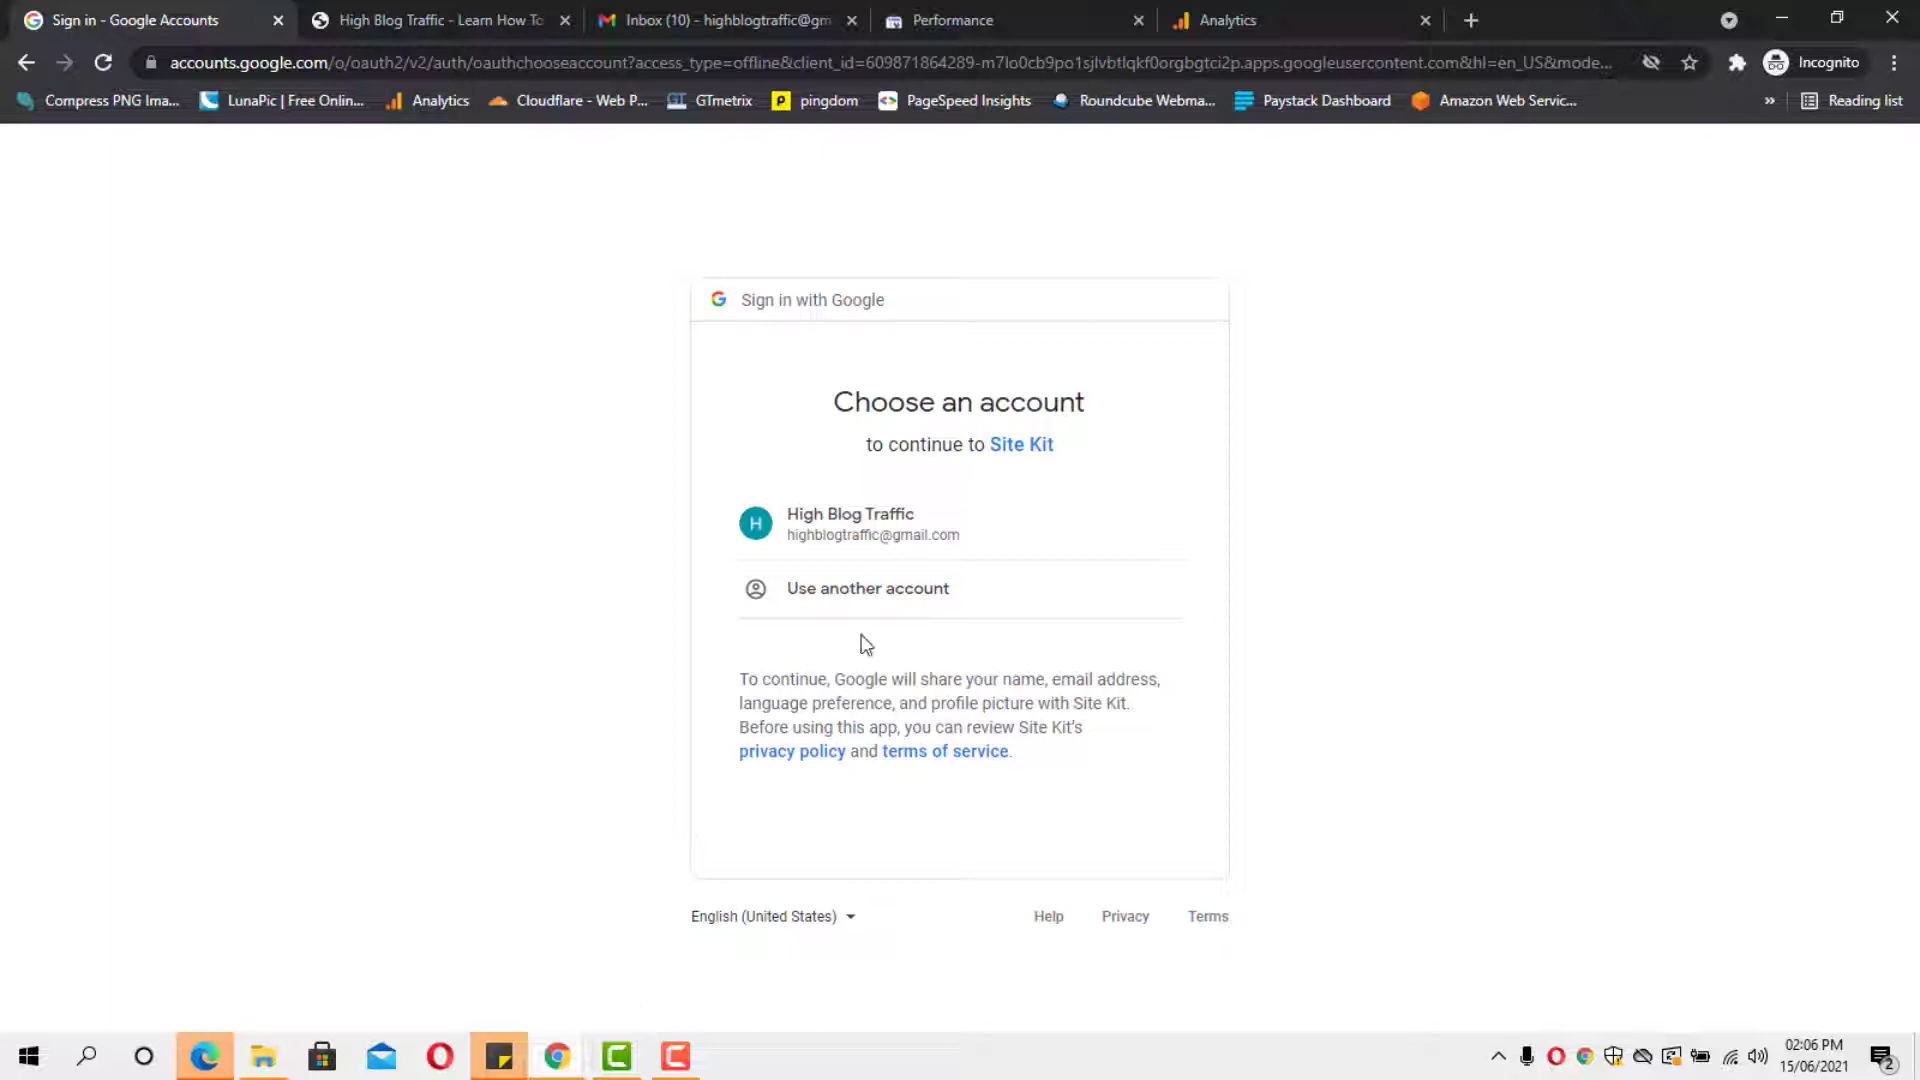 Sign in - Google Accounts
High Blog Traffic - Learn How To
Inbox (10) - highblogtraffic@gm
Performance
Analytics
accounts.google.com/o/oauth2/v2/auth/oauthchooseaccount?access_type=offline&client_id=609871864289-m7lo0cb9po1sjlvbtlqkf0orgbgtci2p.apps.googleusercontent.com&hl=en_US&mode...
Incognito
Compress PNG Ima...
LunaPic | Free Onlin...
Analytics
Cloudflare - Web P...
GTmetrix
pingdom
PageSpeed Insights
Roundcube Webma...
Paystack Dashboard
Amazon Web Servic...
»
Reading list
Sign in with Google
Choose an account
to continue to Site Kit
H
High Blog Traffic
highblogtraffic@gmail.com
Use another account
To continue, Google will share your name, email address,
language preference, and profile picture with Site Kit.
Before using this app, you can review Site Kit's
privacy policy and terms of service.
English (United States)
Help
Privacy
Terms
02:06 PM
15/06/2021
2